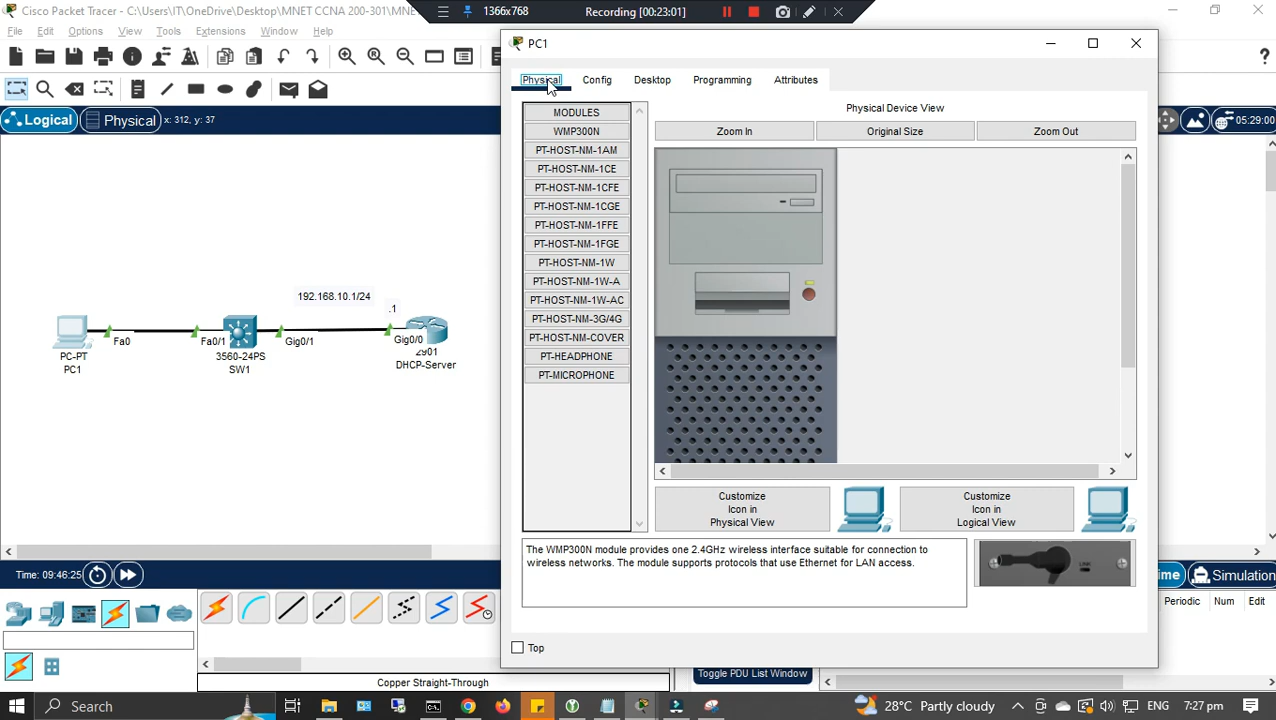 Cisco Packet Tracer - C:\Users\IT\OneDrive\Desktop\MNET CCNA 200-301\MNET
1366x768
Recording [00:23:01]
File Edit Options View Tools Extensions Window Help
PC1
Physical Config Desktop Programming Attributes
Logical Physical x: 312, y: 37
05:29:00
MODULES
WMP300N
PT-HOST-NM-1AM
PT-HOST-NM-1CE
PT-HOST-NM-1CFE
PT-HOST-NM-1CGE
PT-HOST-NM-1FFE
PT-HOST-NM-1FGE
PT-HOST-NM-1W
PT-HOST-NM-1W-A
PT-HOST-NM-1W-AC
PT-HOST-NM-3G/4G
PT-HOST-NM-COVER
PT-HEADPHONE
PT-MICROPHONE
Physical Device View
Zoom In Original Size Zoom Out
192.168.10.1/24
.1
Fa0 Fa0/1 Gig0/1 Gig0/0
PC-PT
PC1
3560-24PS
SW1
2901
DHCP-Server
Customize
Icon in
Physical View
Customize
Icon in
Logical View
The WMP300N module provides one 2.4GHz wireless interface suitable for connection to
wireless networks. The module supports protocols that use Ethernet for LAN access.
Top
Time: 09:46:25
ime Simulation
Periodic Num Edit
Toggle PDU List Window
Copper Straight-Through
Search
28°C Partly cloudy
ENG 7:27 pm